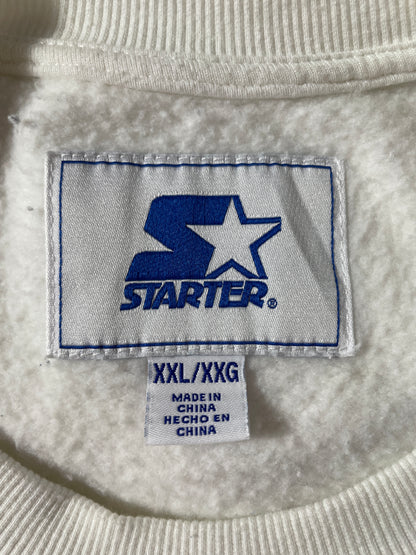 STARTER®
XXL/XXG
MADE IN
CHINA
HECHO EN
CHINA